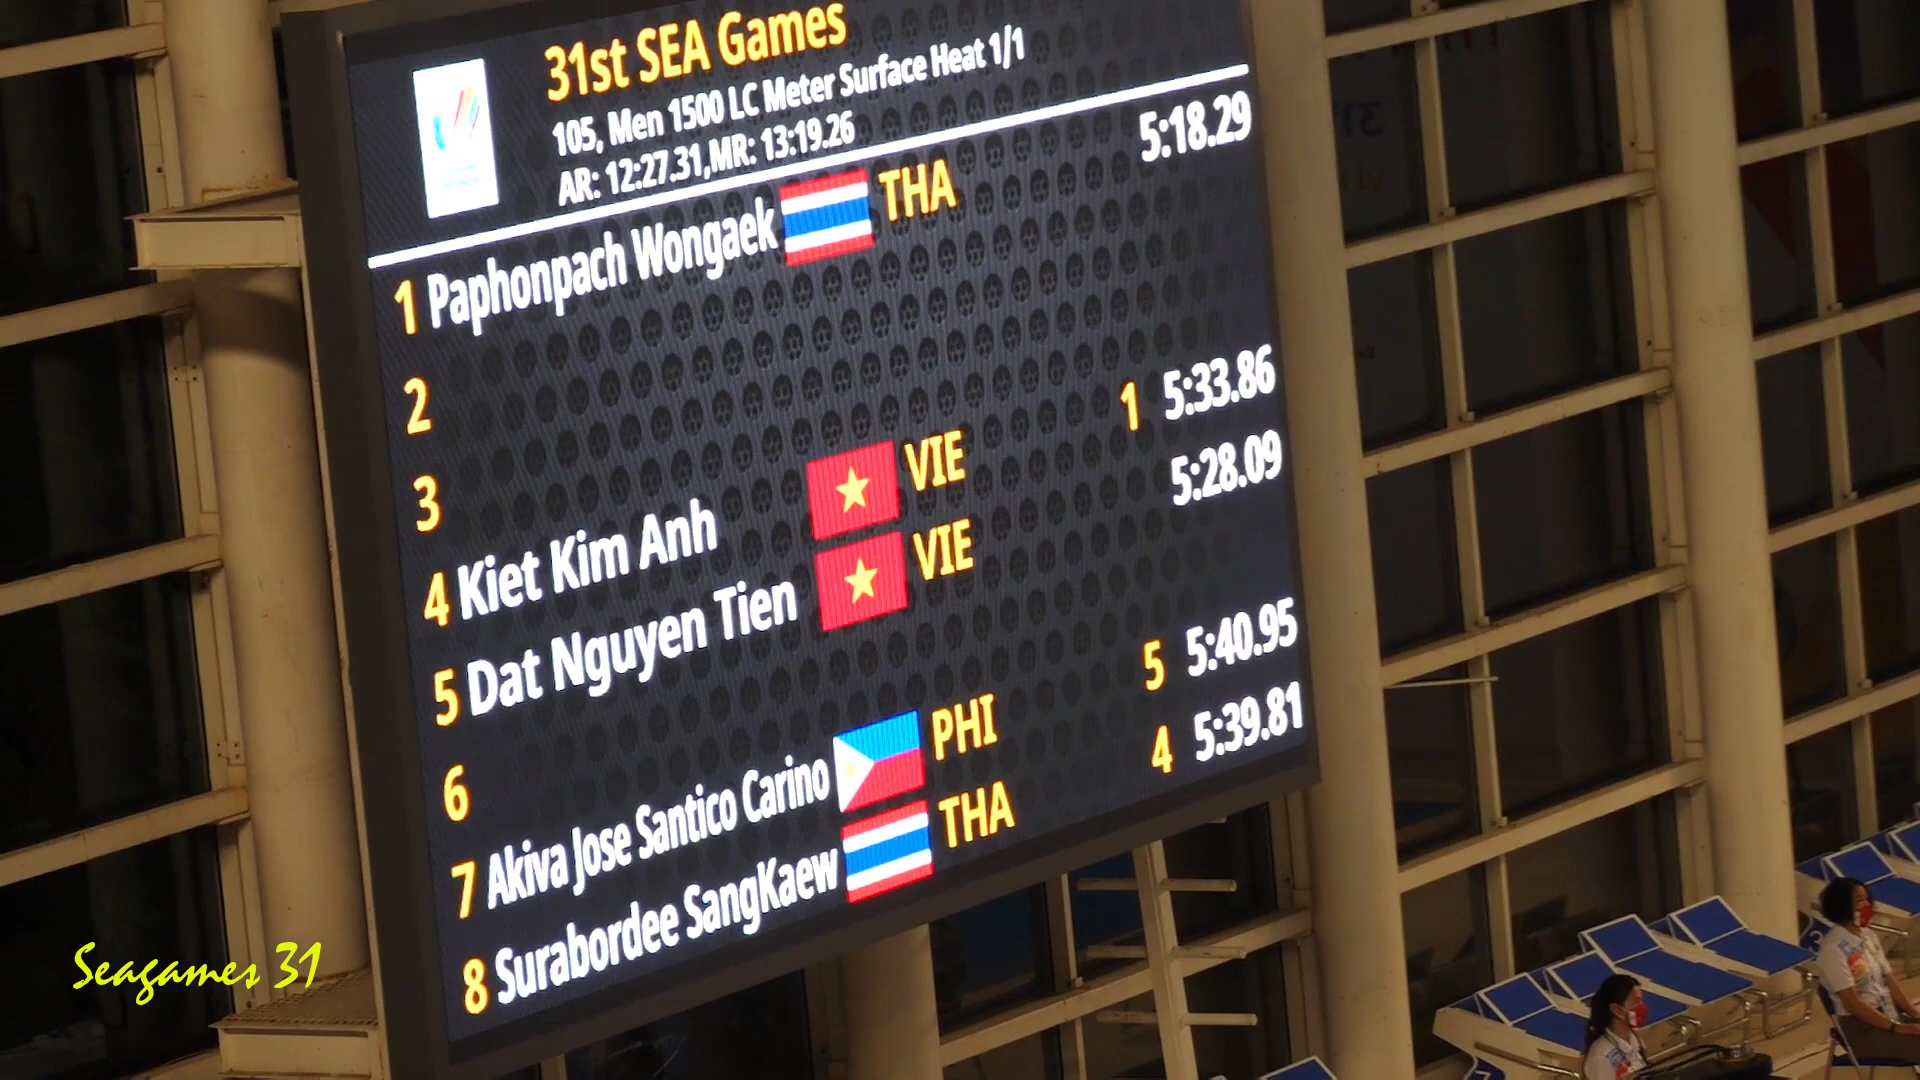 31st SEA Games
105, Men 1500 LC Meter Surface Heat 1/1
AR: 12:27.31,MR: 13:19.26
1 Paphonpach Wongaek THA 5:18.29
2
3
4 Kiet Kim Anh VIE 1 5:33.86
5 Dat Nguyen Tien VIE 5:28.09
6
7 Akiva Jose Santico Carino PHI 5 5:40.95
8 Surabordee SangKaew THA 4 5:39.81
Seagames 31